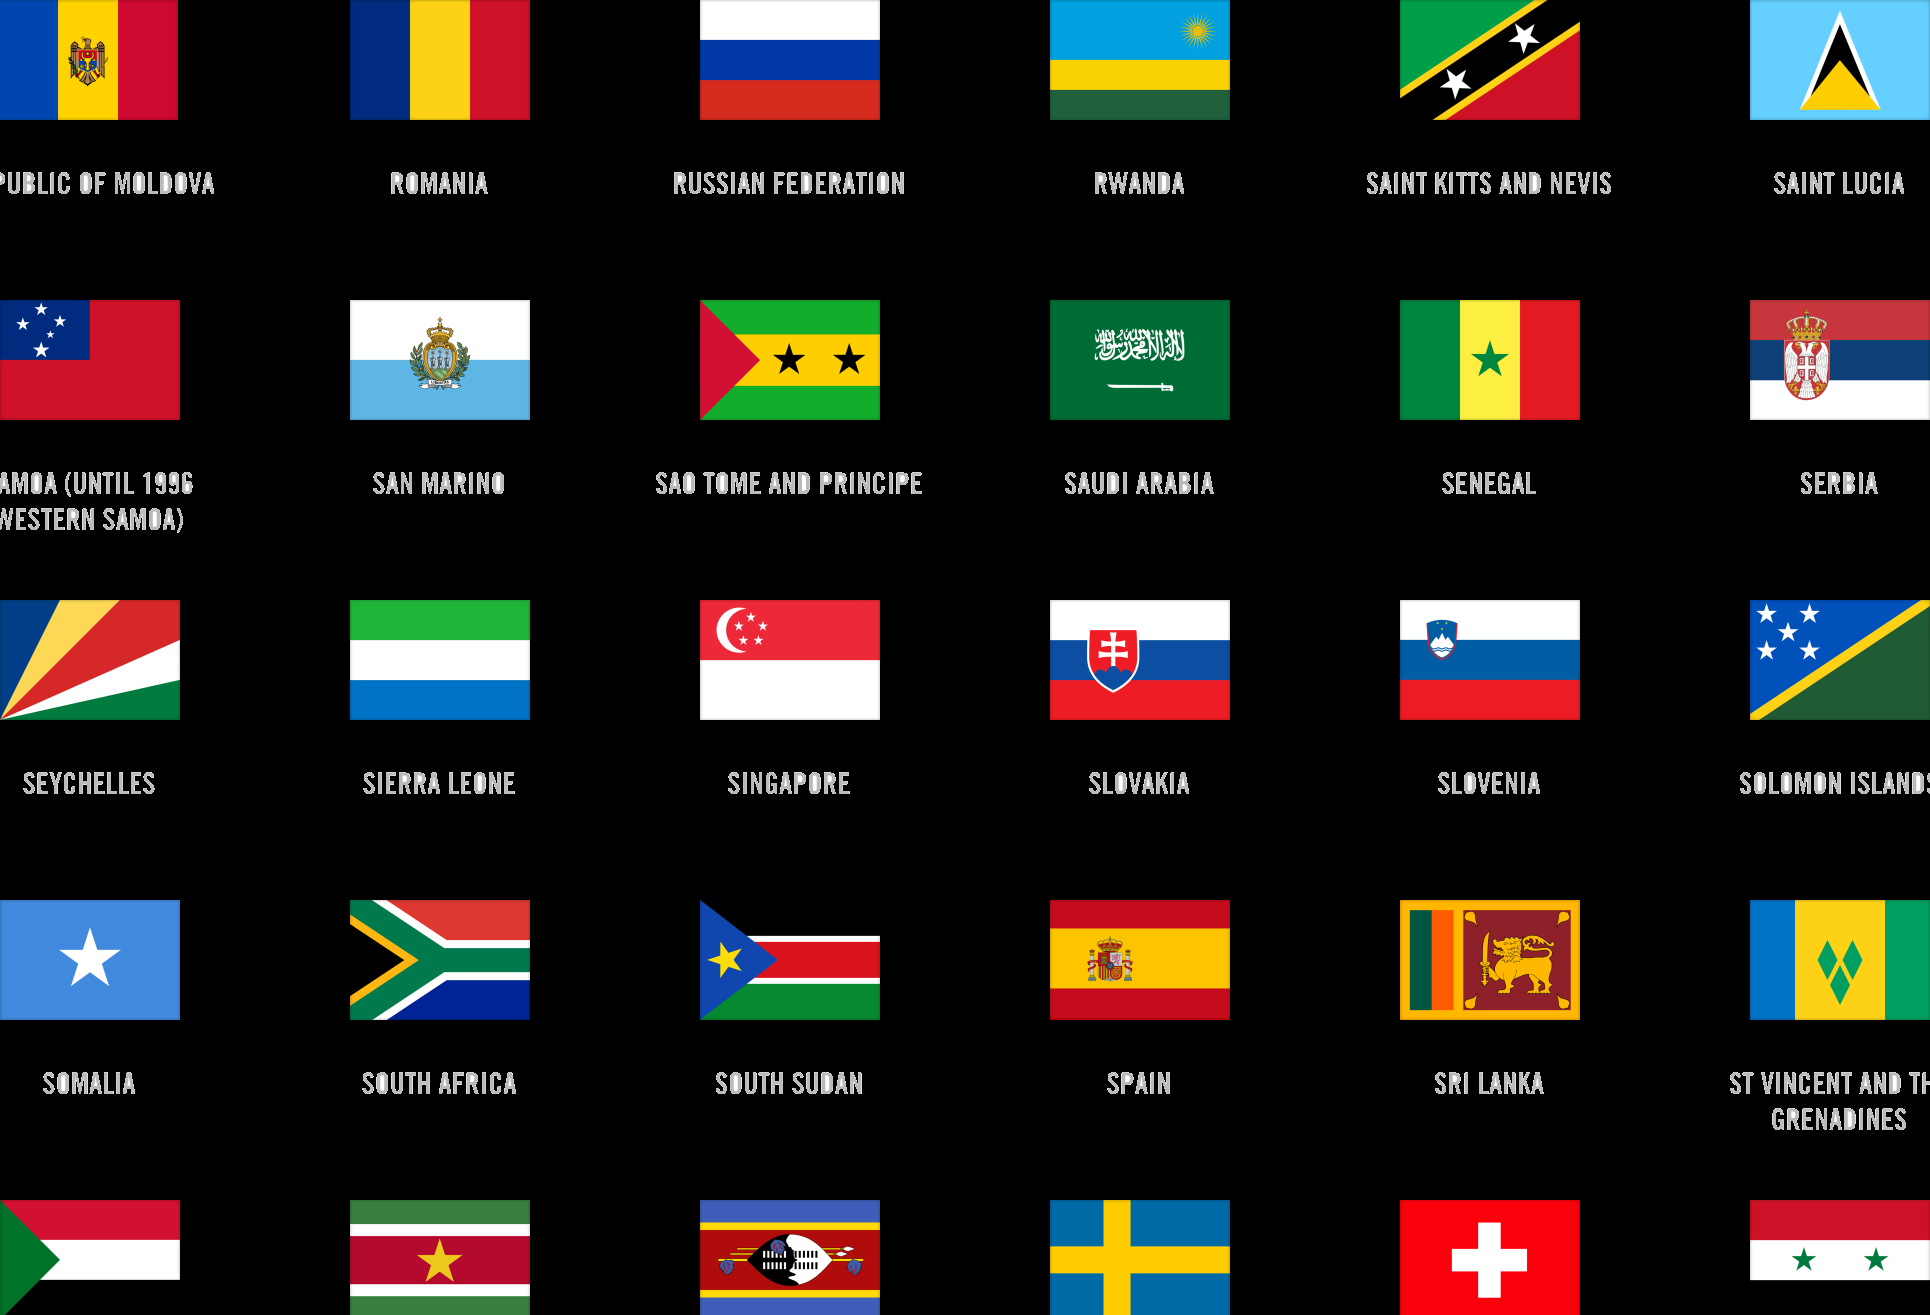 PUBLIC OF MOLDOVA
ROMANIA
RUSSIAN FEDERATION
RWANDA
SAINT KITTS AND NEVIS
SAINT LUCIA
AMOA (UNTIL 1996
WESTERN SAMOA)
SAN MARINO
SAO TOME AND PRINCIPE
SAUDI ARABIA
SENEGAL
SERBIA
SEYCHELLES
SIERRA LEONE
SINGAPORE
SLOVAKIA
SLOVENIA
SOLOMON ISLANDS
SOMALIA
SOUTH AFRICA
SOUTH SUDAN
SPAIN
SRI LANKA
ST VINCENT AND TH
GRENADINES